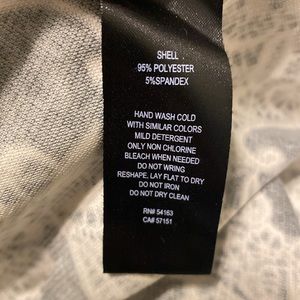 SHELL
95% POLYESTER
5%SPANDEX
HAND WASH COLD
WITH SIMILAR COLORS
MILD DETERGENT
ONLY NON CHLORINE
BLEACH WHEN NEEDED
DO NOT WRING
RESHAPE, LAY FLAT TO DRY
DO NOT IRON
DO NOT DRY CLEAN
RN# 54163
CA# 57151